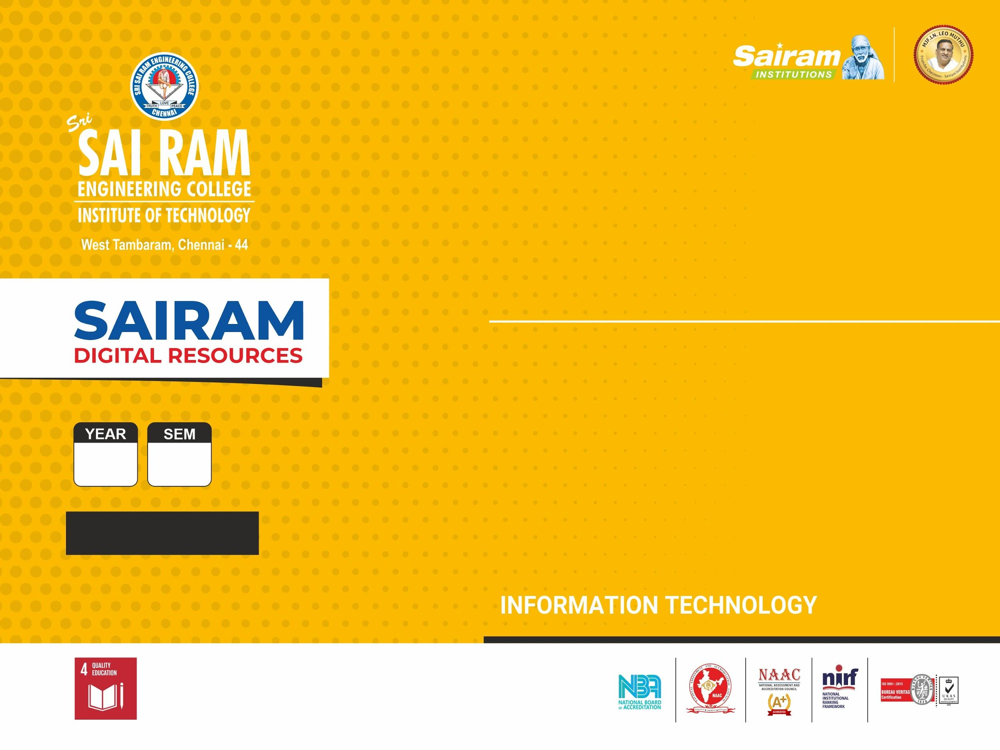 SRI SAI RAM ENGINEERING COLLEGE
TRUTH LOVE PEACE
CHENNAI
Sri
SAI RAM
ENGINEERING COLLEGE
INSTITUTE OF TECHNOLOGY
West Tambaram, Chennai - 44
Sairam
INSTITUTIONS
MJF.LN. LEO MUTHU
Founder Chairman - Sairam Institutions
SAIRAM
DIGITAL RESOURCES
YEAR
SEM
INFORMATION TECHNOLOGY
4 QUALITY
EDUCATION
NBA
NATIONAL BOARD
OF ACCREDITATION
NATIONAL ASSESSMENT AND ACCREDITATION COUNCIL
Q
NAAC
EXCELLENCE CREDIBILITY RELEVANCE
NAAC
NATIONAL ASSESSMENT AND
ACCREDITATION COUNCIL
A+
ACCREDITED
nirf
NATIONAL
INSTITUTIONAL
RANKING
FRAMEWORK
ISO 9001 : 2015
BUREAU VERITAS
Certification
BUREAU VERITAS
1828
UKAS
QUALITY
MANAGEMENT
008